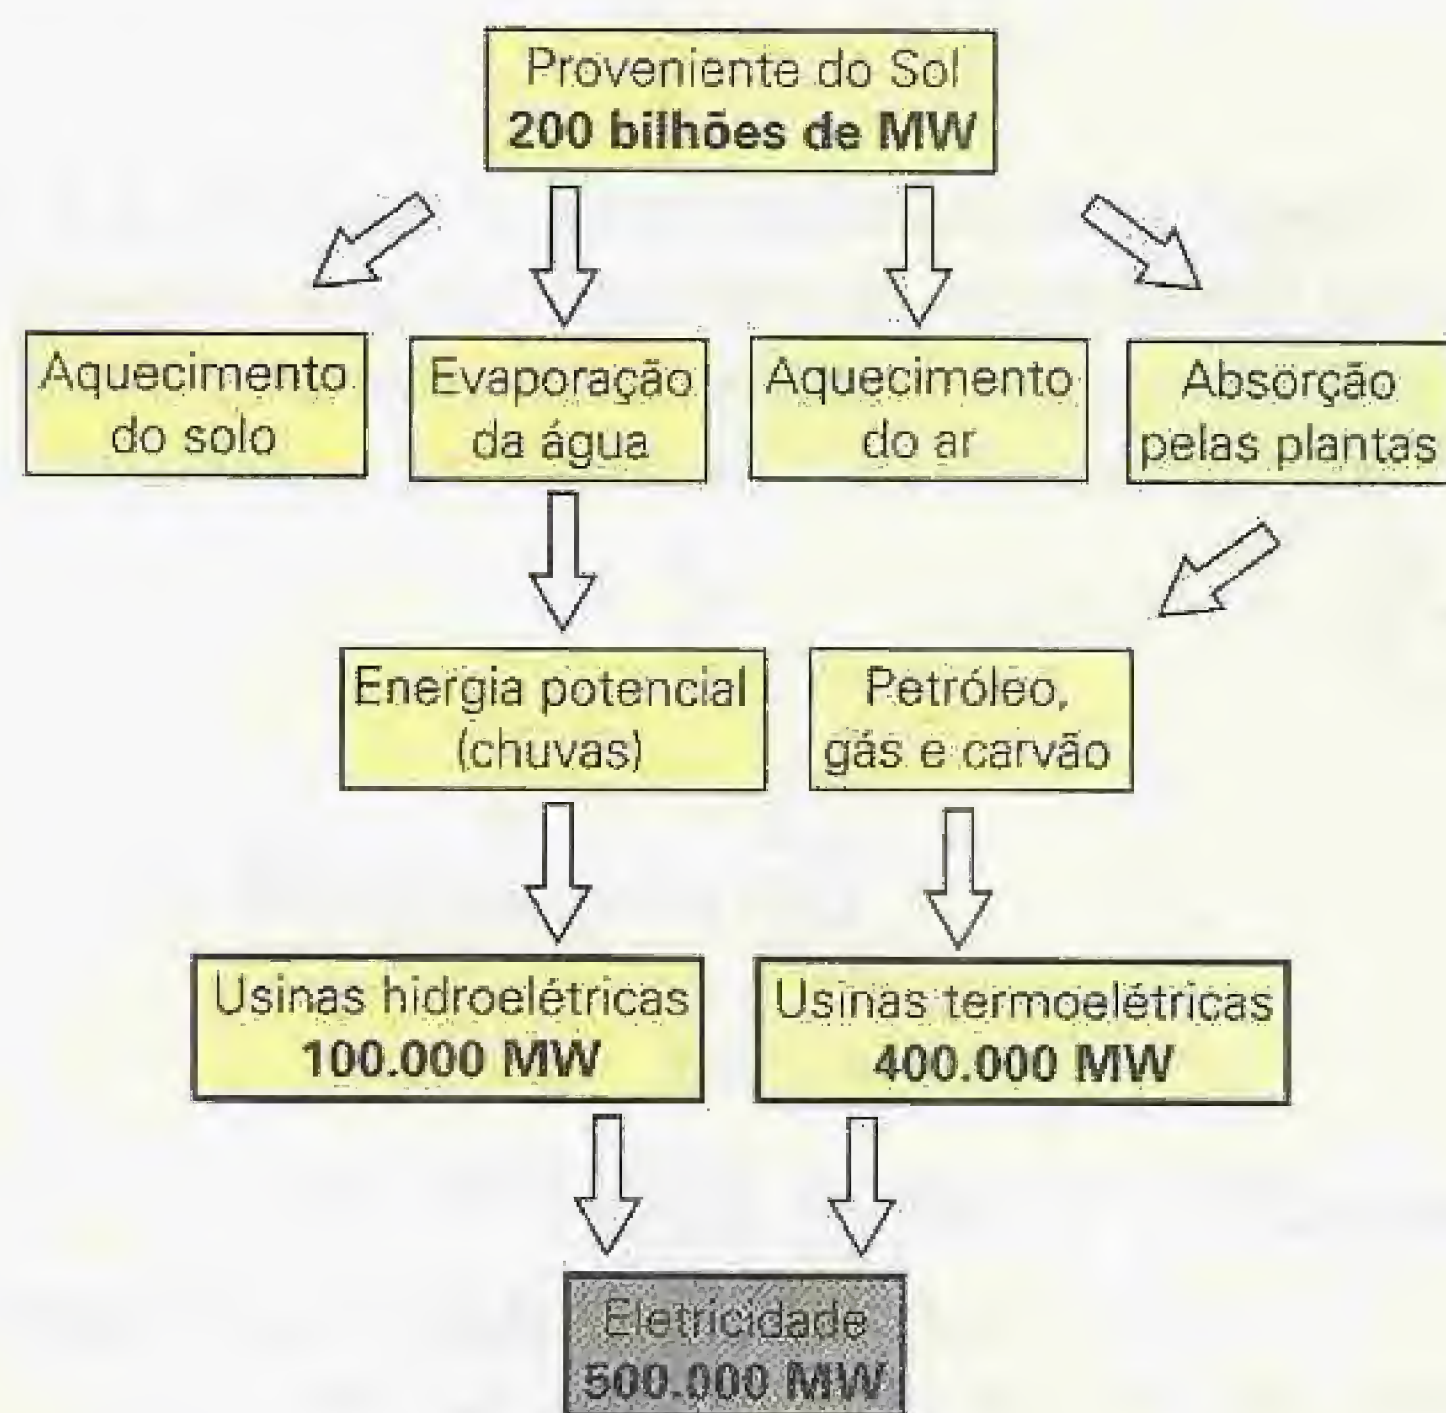 Proveniente do Sol
200 bilhões de MW
Aquecimento
do solo
Evaporação
da água
Aquecimento
do ar
Absorção
pelas plantas
Energia potencial
(chuvas)
Petróleo,
gás e carvão
Usinas hidroelétricas
100.000 MW
Usinas termoelétricas
400.000 MW
Eletricidade
500.000 MW